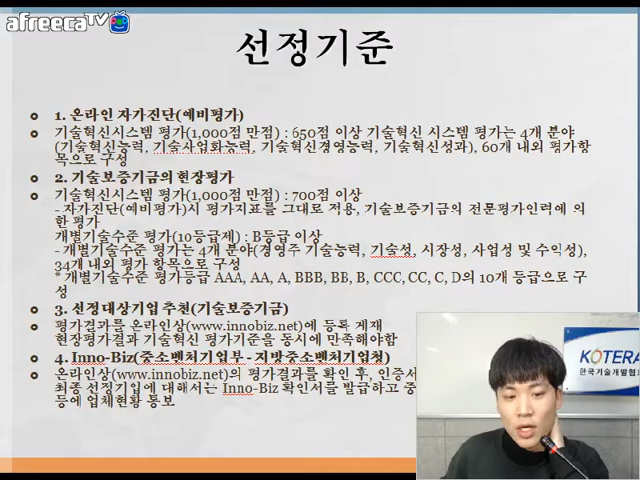 afreecaTV
선정기준
1. 온라인 자가진단(예비평가)
기술혁신시스템 평가(1,000점 만점) : 650점 이상 기술혁신 시스템 평가는 4개 분야
(기술혁신능력, 기술사업화능력, 기술혁신경영능력, 기술혁신성과), 60개 내외 평가항
목으로 구성
2. 기술보증기금의 현장평가
기술혁신시스템 평가(1,000점 만점) : 700점 이상
- 자가진단(예비평가)시 평가지표를 그대로 적용, 기술보증기금의 전문평가인력에 의
한 평가
개별기술수준 평가(10등급제) : B등급 이상
- 개별기술수준 평가는 4개 분야(경영주 기술능력, 기술성, 시장성, 사업성 및 수익성),
34개 내외 평가 항목으로 구성
* 개별기술수준 평가등급 AAA, AA, A, BBB, BB, B, CCC, CC, C, D의 10개 등급으로 구
성
3. 선정대상기업 추천(기술보증기금)
평가결과를 온라인상(www.innobiz.net)에 등록 게재
현장평가결과 기술혁신 평가기준을 동시에 만족해야함
4. Inno-Biz(중소벤처기업부 - 지방중소벤처기업청)
온라인상(www.innobiz.net)의 평가결과를 확인 후, 인증서
최종 선정기업에 대해서는 Inno-Biz 확인서를 발급하고 중
등에 업체현황 통보
KOTERA
한국기술개발협회